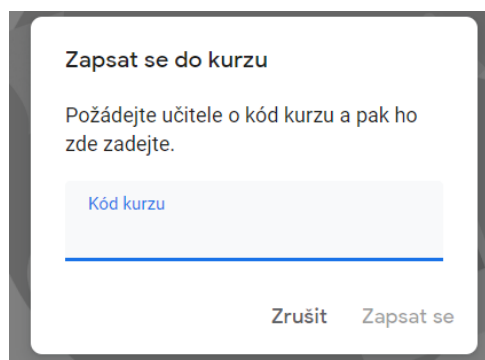 Zapsat se do kurzu
Požádejte učitele o kód kurzu a pak ho
zde zadejte.
Kód kurzu
Zrušit Zapsat se